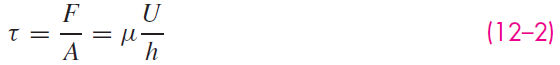 τ = F/A = μ U/h (12–2)